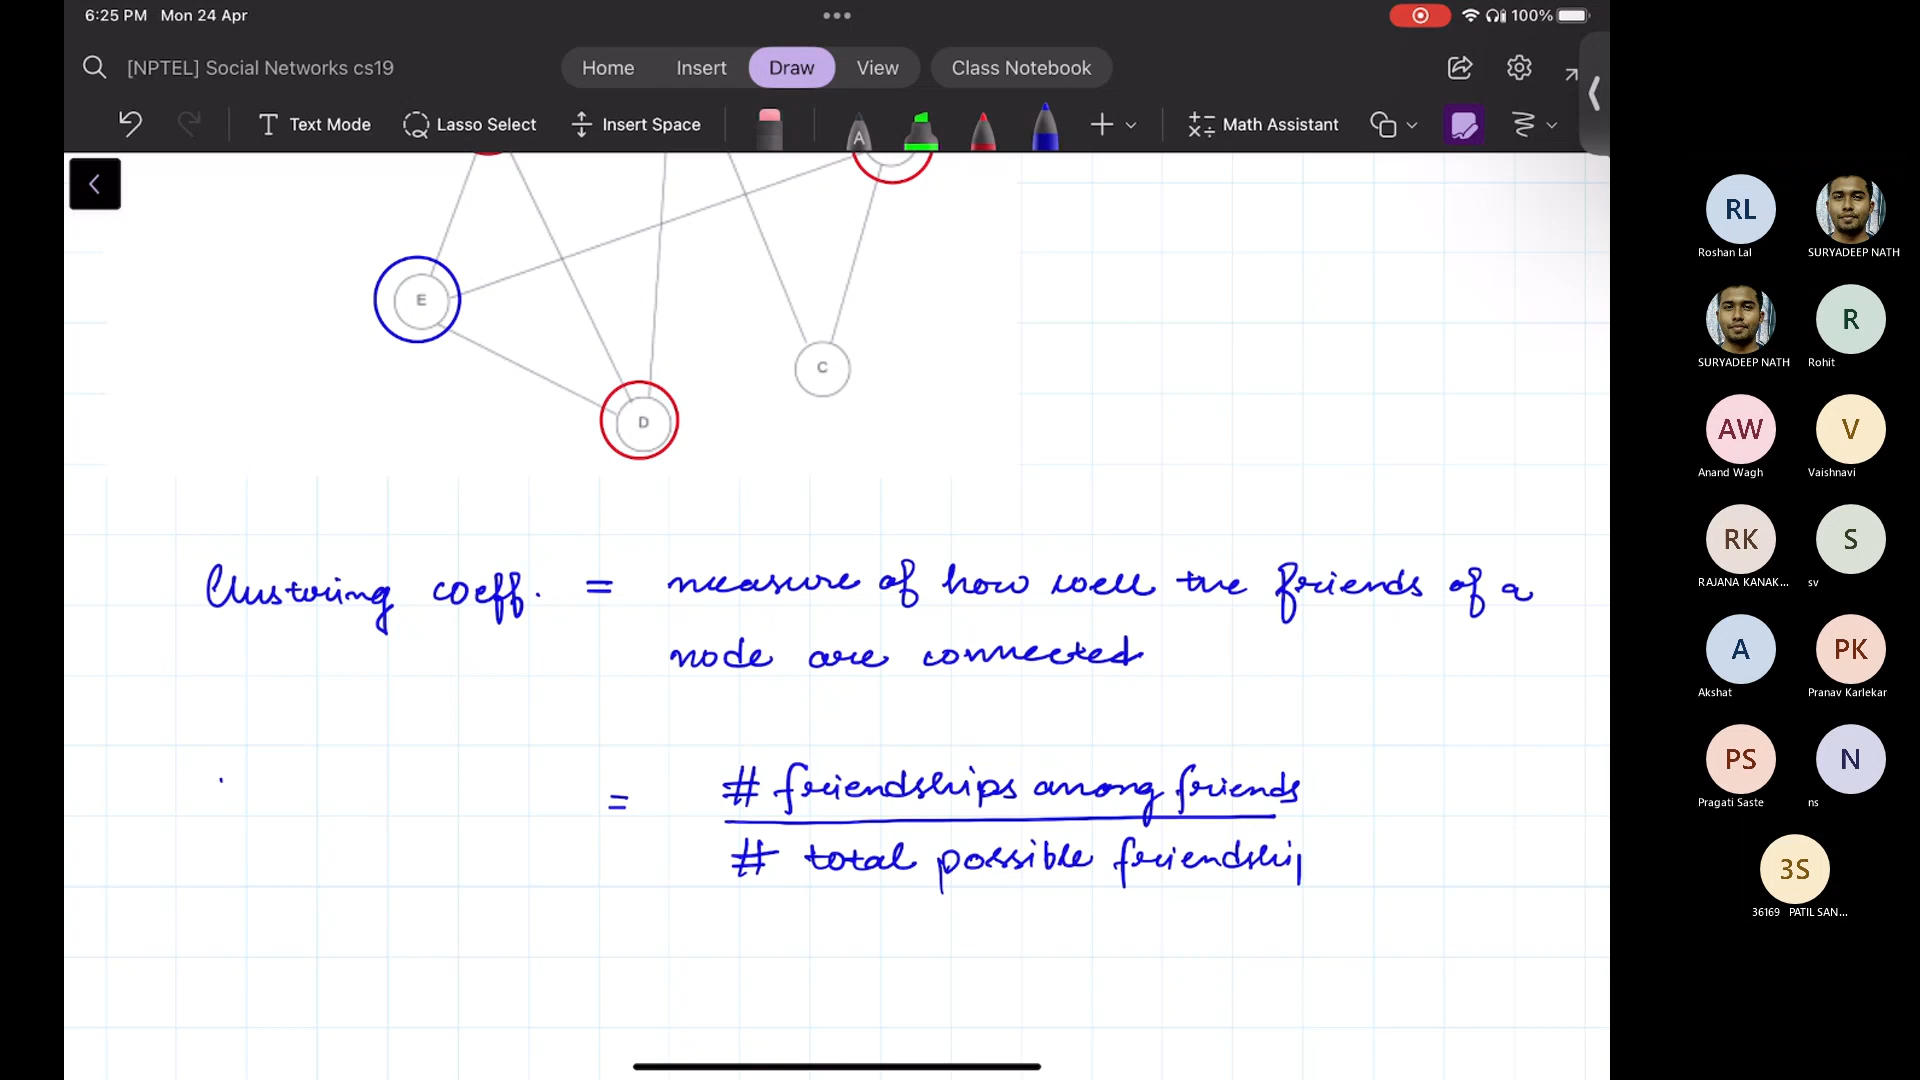 6:25 PM Mon 24 Apr
100%
[NPTEL] Social Networks cs19
Home Insert Draw View Class Notebook
Text Mode Lasso Select Insert Space A Math Assistant
E
C
D
Clustering coeff. = measure of how well the friends of a
node are connected
= # friendships among friends
# total possible friendship
RL
Roshan Lal
SURYADEEP NATH
SURYADEEP NATH
R
Rohit
AW
Anand Wagh
V
Vaishnavi
RK
RAJANA KANAK...
S
sv
A
Akshat
PK
Pranav Karlekar
PS
Pragati Saste
N
ns
3S
36169 PATIL SAN...